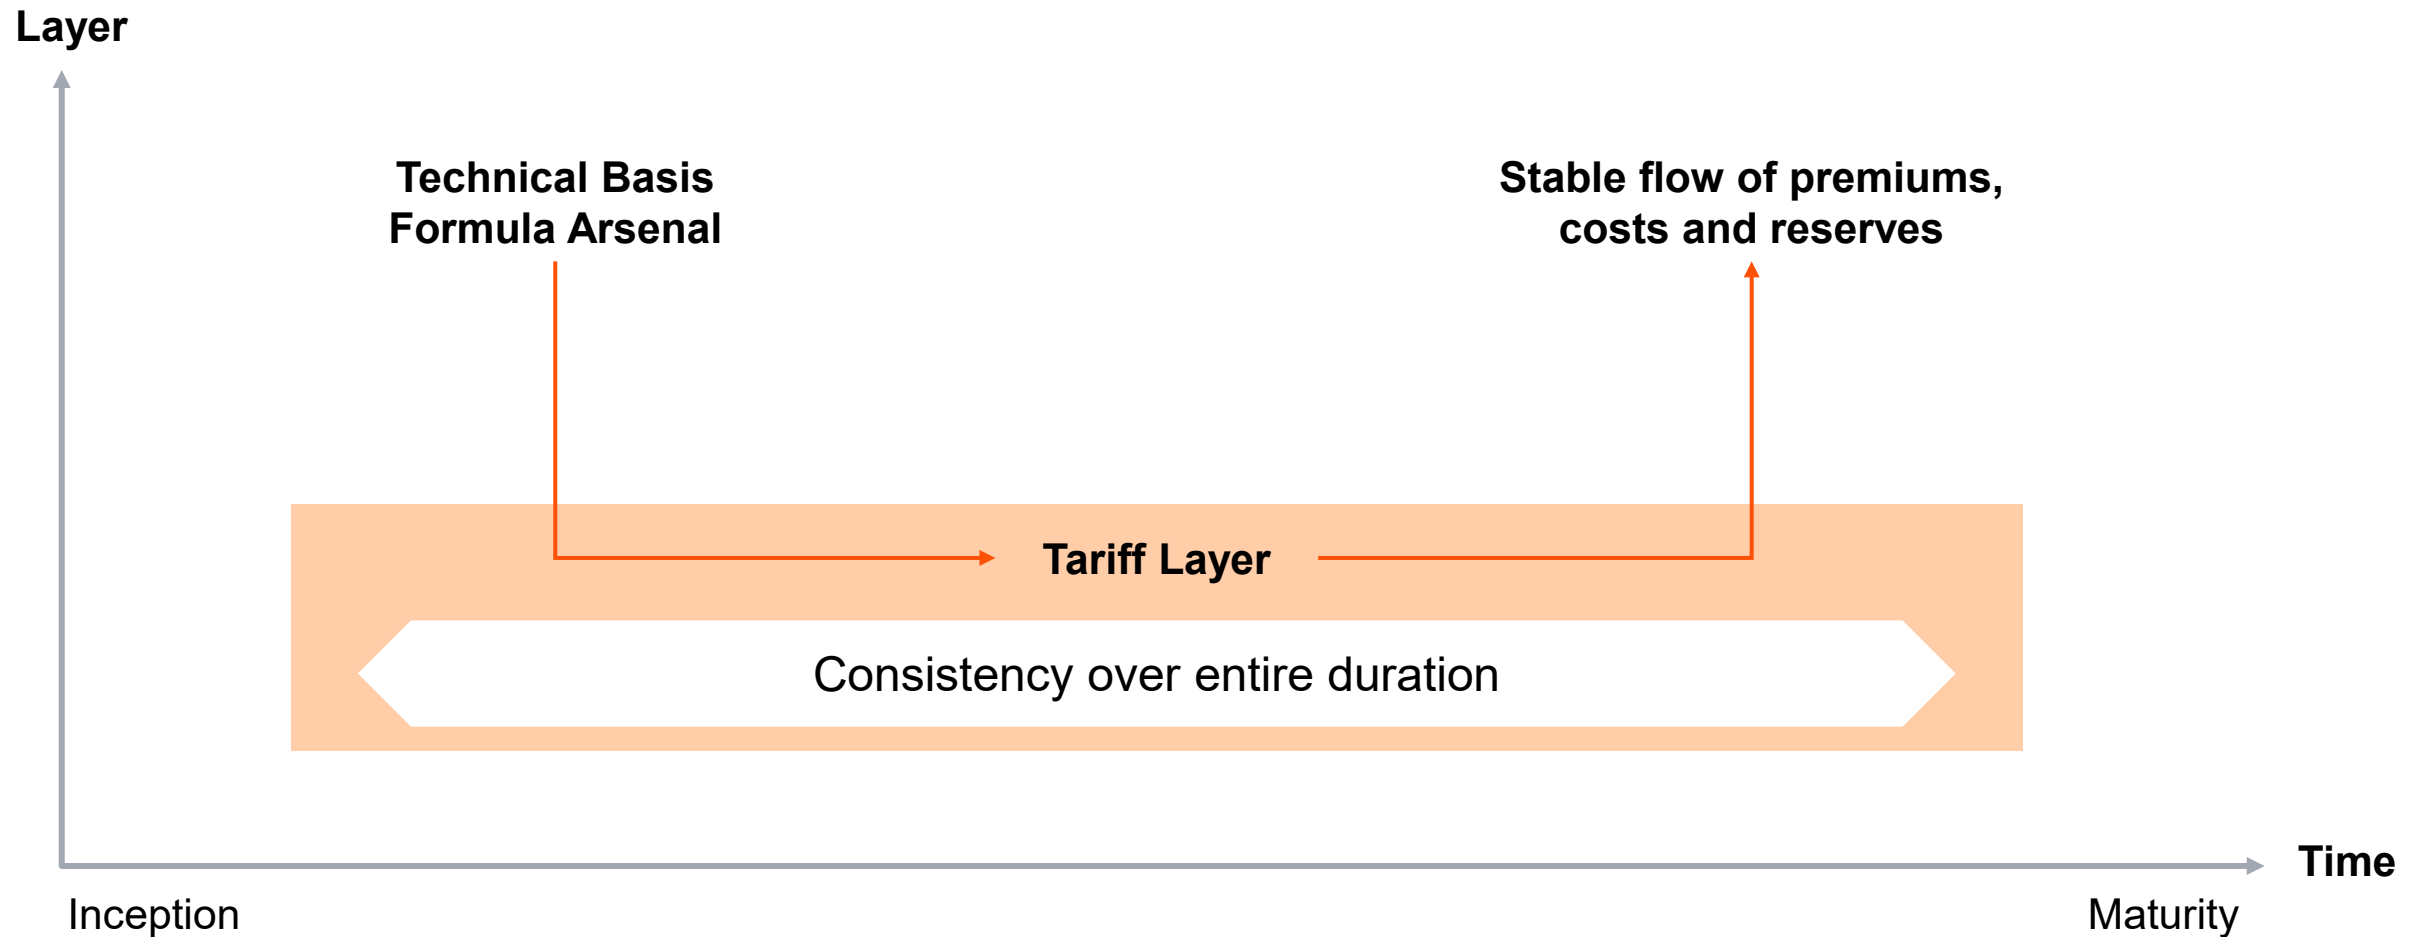 Layer
Technical Basis
Formula Arsenal
Stable flow of premiums,
costs and reserves
Tariff Layer
Consistency over entire duration
Time
Inception
Maturity